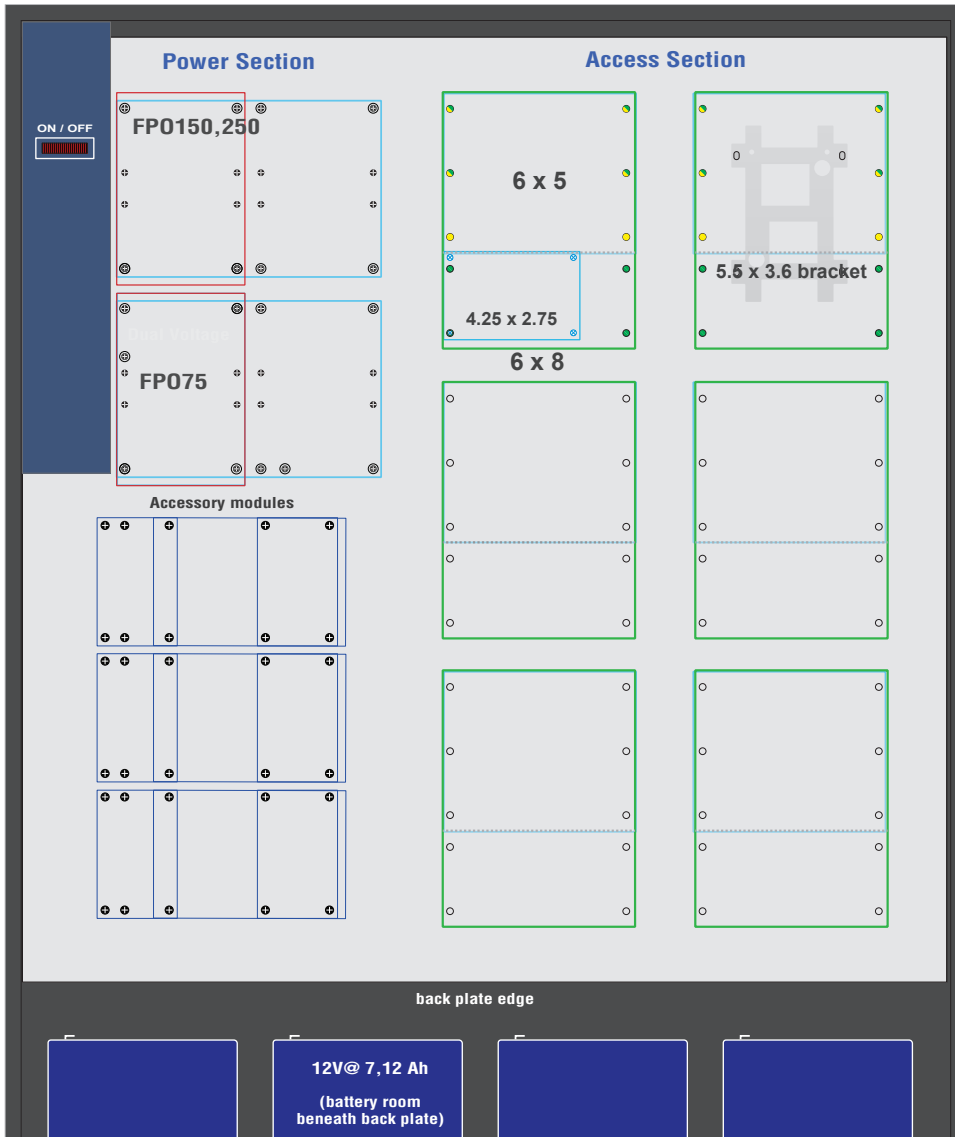 Power Section
Access Section
ON / OFF
FPO150,250
6 x 5
5.5 x 3.6 bracket
4.25 x 2.75
6 x 8
Dual Voltage
FPO75
Accessory modules
back plate edge
12V@ 7,12 Ah
(battery room
beneath back plate)